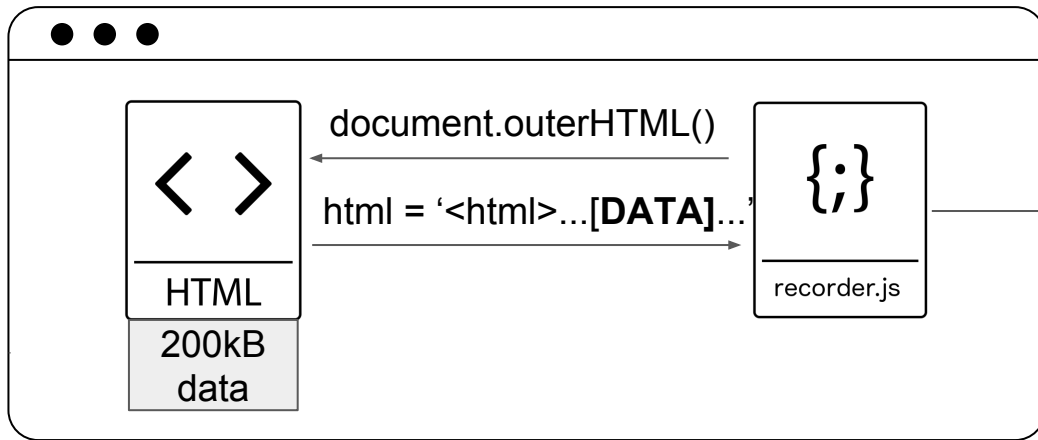 document.outerHTML()
< >
{;}
html = ‘<html>...[DATA]...’
HTML
recorder.js
200kB
data